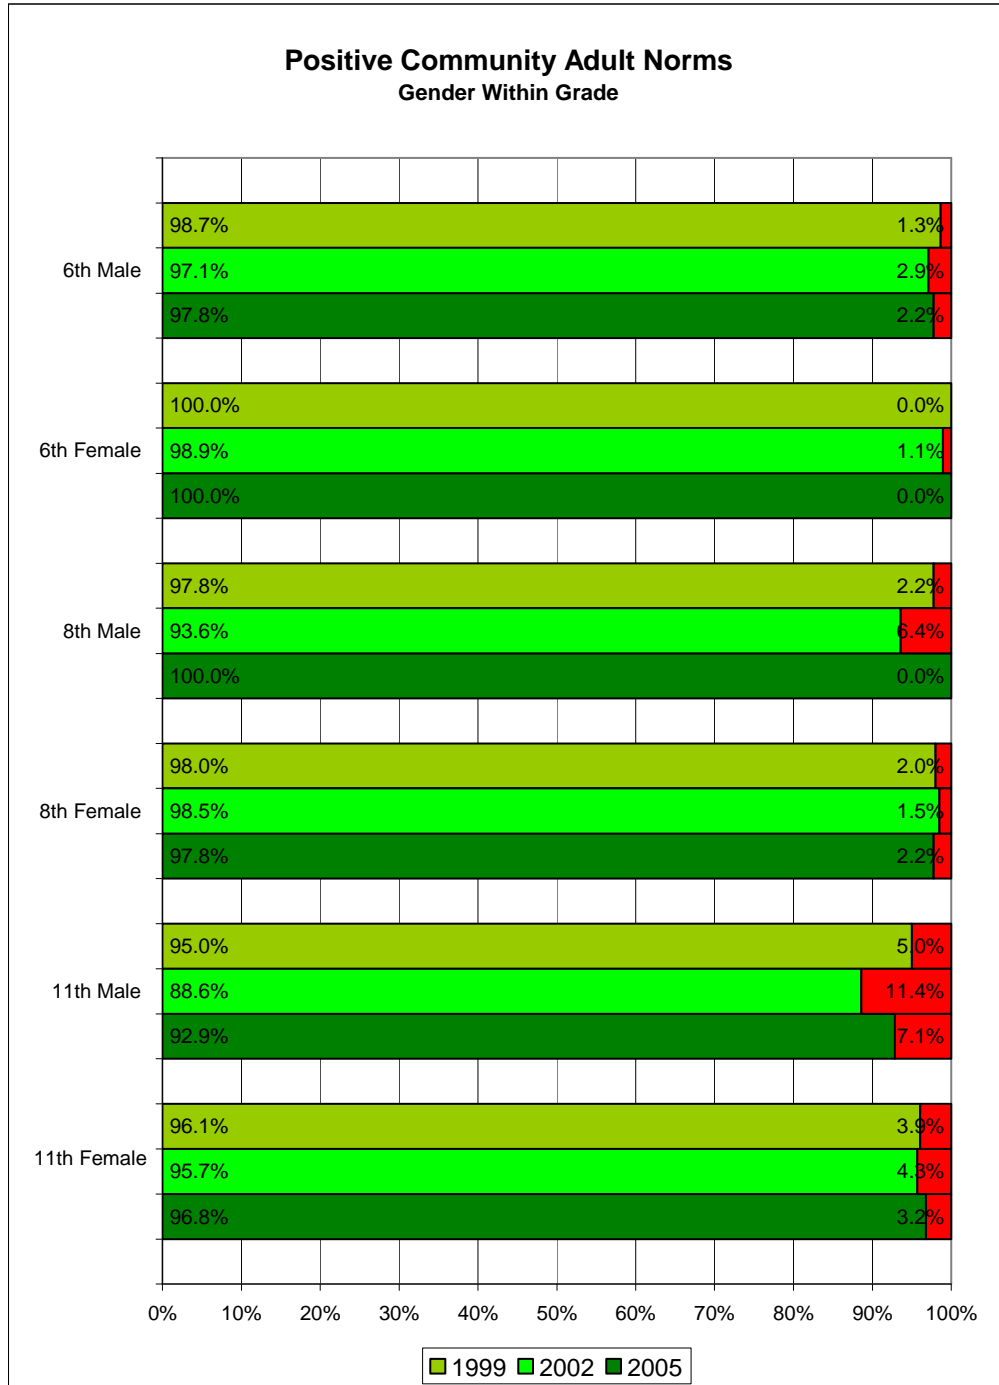 Positive Community Adult Norms
Gender Within Grade
98.7% 1.3%
6th Male 97.1% 2.9%
97.8% 2.2%
100.0% 0.0%
6th Female 98.9% 1.1%
100.0% 0.0%
97.8% 2.2%
8th Male 93.6% 6.4%
100.0% 0.0%
98.0% 2.0%
8th Female 98.5% 1.5%
97.8% 2.2%
95.0% 5.0%
11th Male 88.6% 11.4%
92.9% 7.1%
96.1% 3.9%
11th Female 95.7% 4.3%
96.8% 3.2%
0% 10% 20% 30% 40% 50% 60% 70% 80% 90% 100%
1999 2002 2005